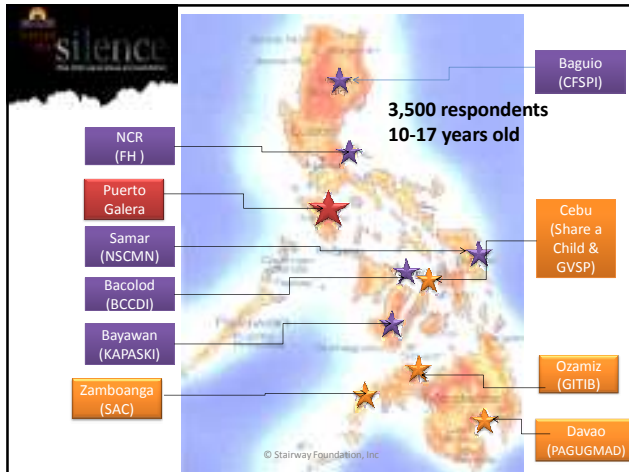 silence
Baguio
(CFSPI)
3,500 respondents
10-17 years old
NCR
(FH )
Puerto
Galera
Cebu
(Share a
Child &
GVSP)
Samar
(NSCMN)
Bacolod
(BCCDI)
Bayawan
(KAPASKI)
Ozamiz
(GITIB)
Zamboanga
(SAC)
Davao
(PAGUGMAD)
© Stairway Foundation, Inc